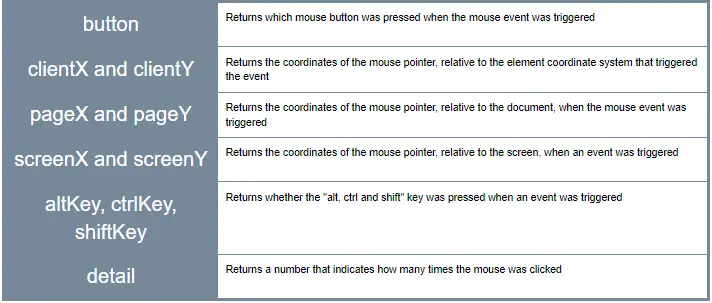 button
Returns which mouse button was pressed when the mouse event was triggered
clientX and clientY
Returns the coordinates of the mouse pointer, relative to the element coordinate system that triggered
the event
pageX and pageY
Returns the coordinates of the mouse pointer, relative to the document, when the mouse event was
triggered
screenX and screenY
Returns the coordinates of the mouse pointer, relative to the screen, when an event was triggered
altKey, ctrlKey,
shiftKey
Returns whether the "alt, ctrl and shift" key was pressed when an event was triggered
detail
Returns a number that indicates how many times the mouse was clicked